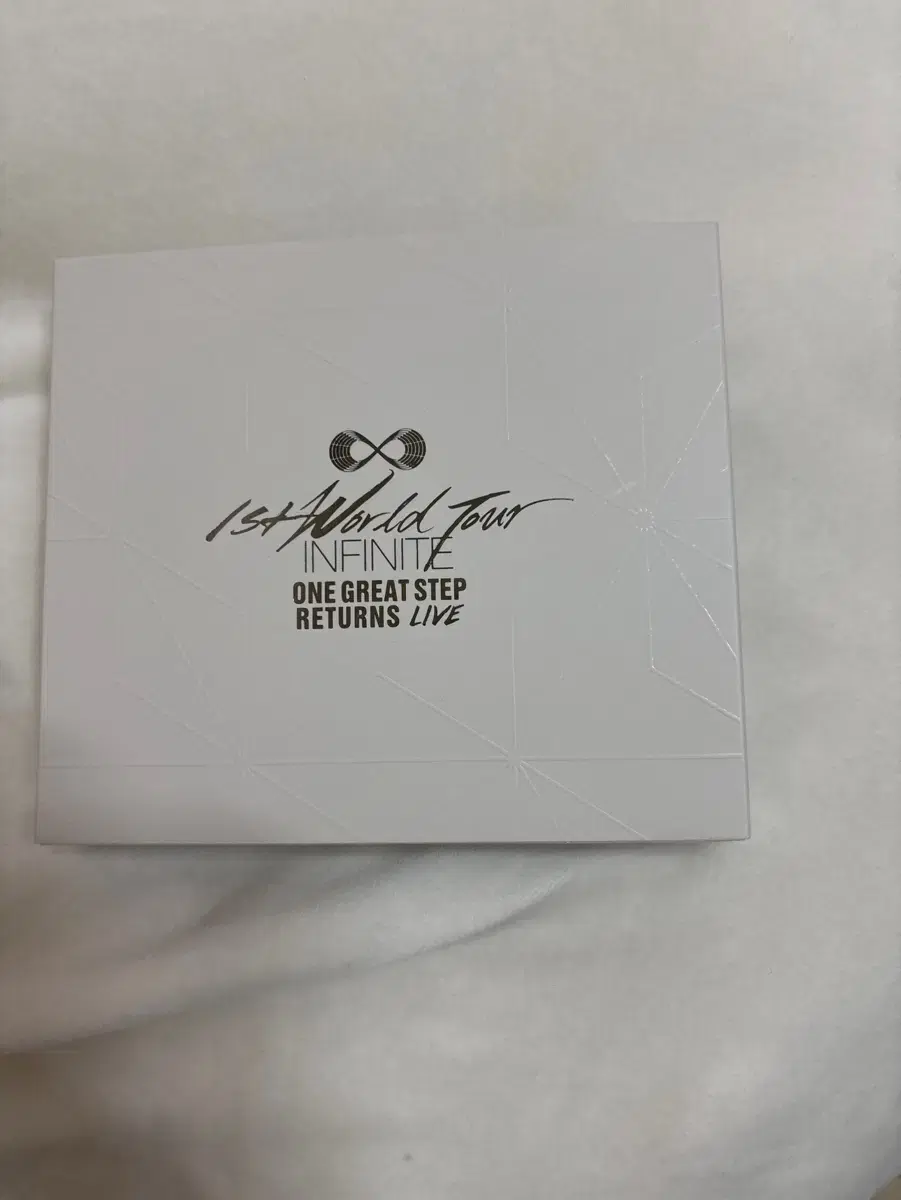 1st World Tour
INFINITE
ONE GREAT STEP
RETURNS LIVE